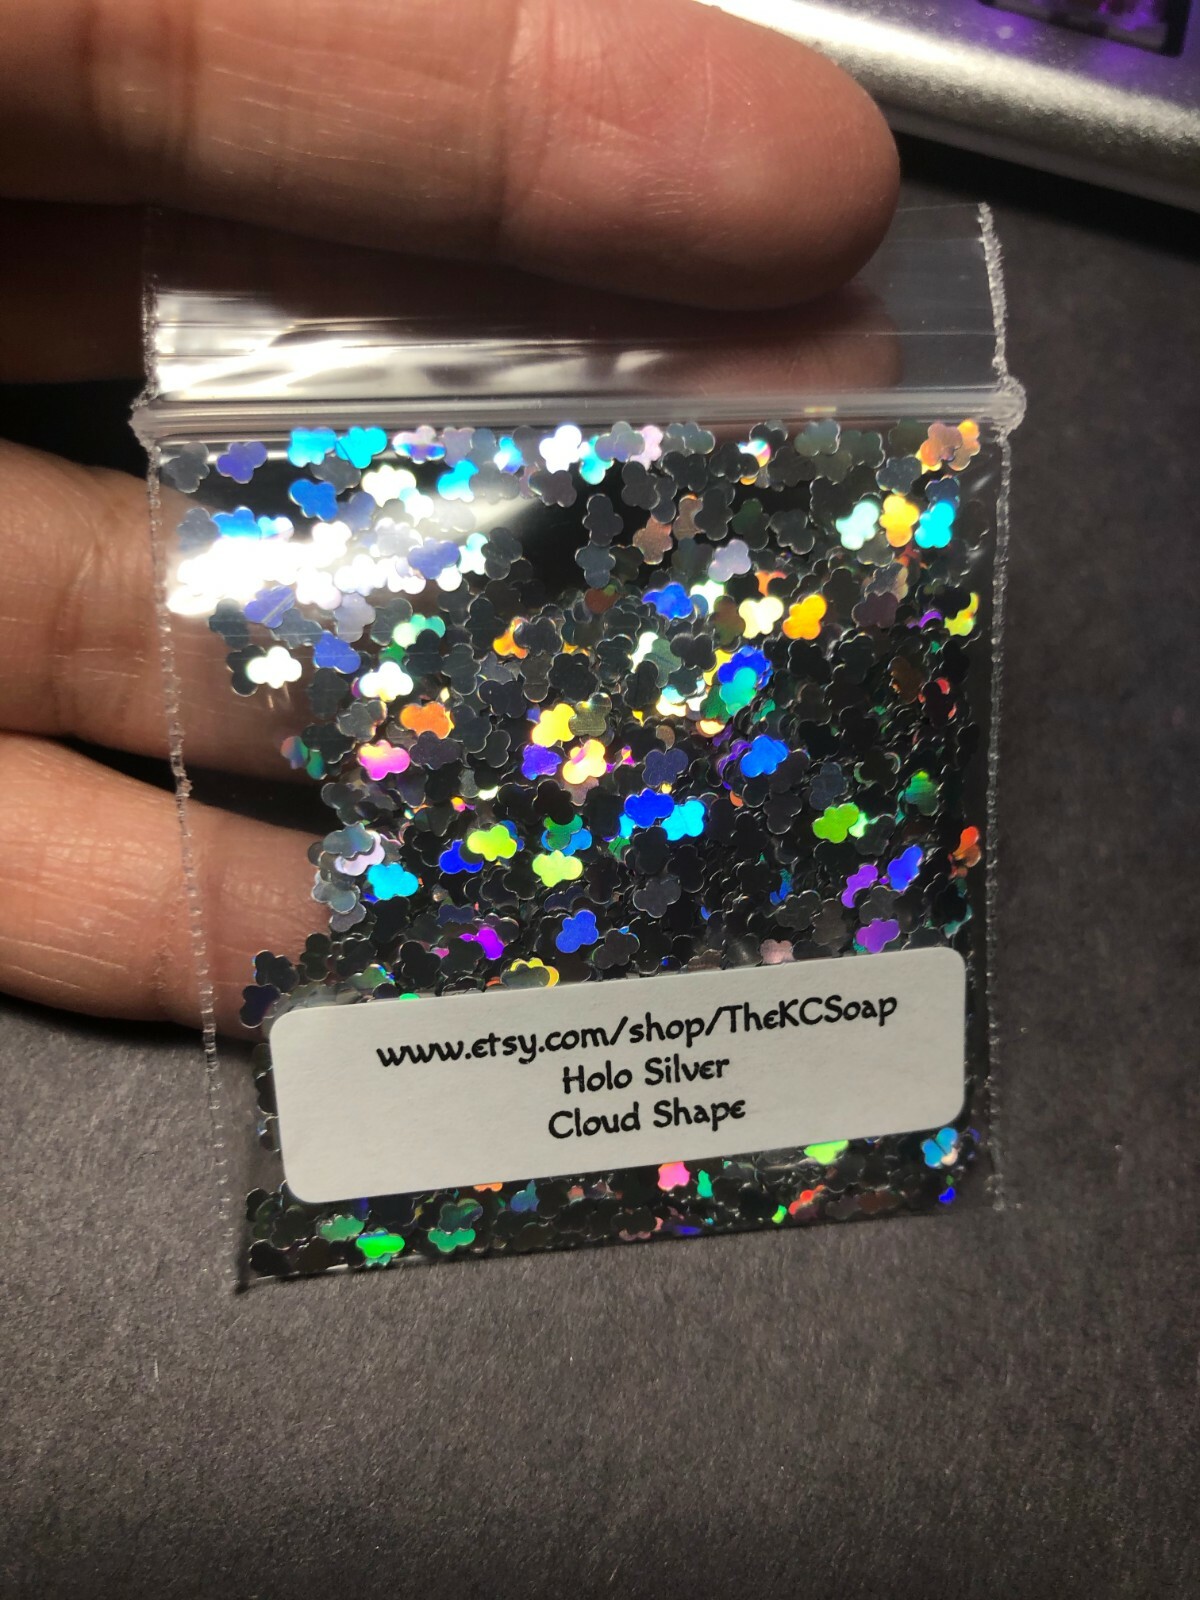 www.etsy.com/shop/TheKCSoap
Holo Silver
Cloud Shape